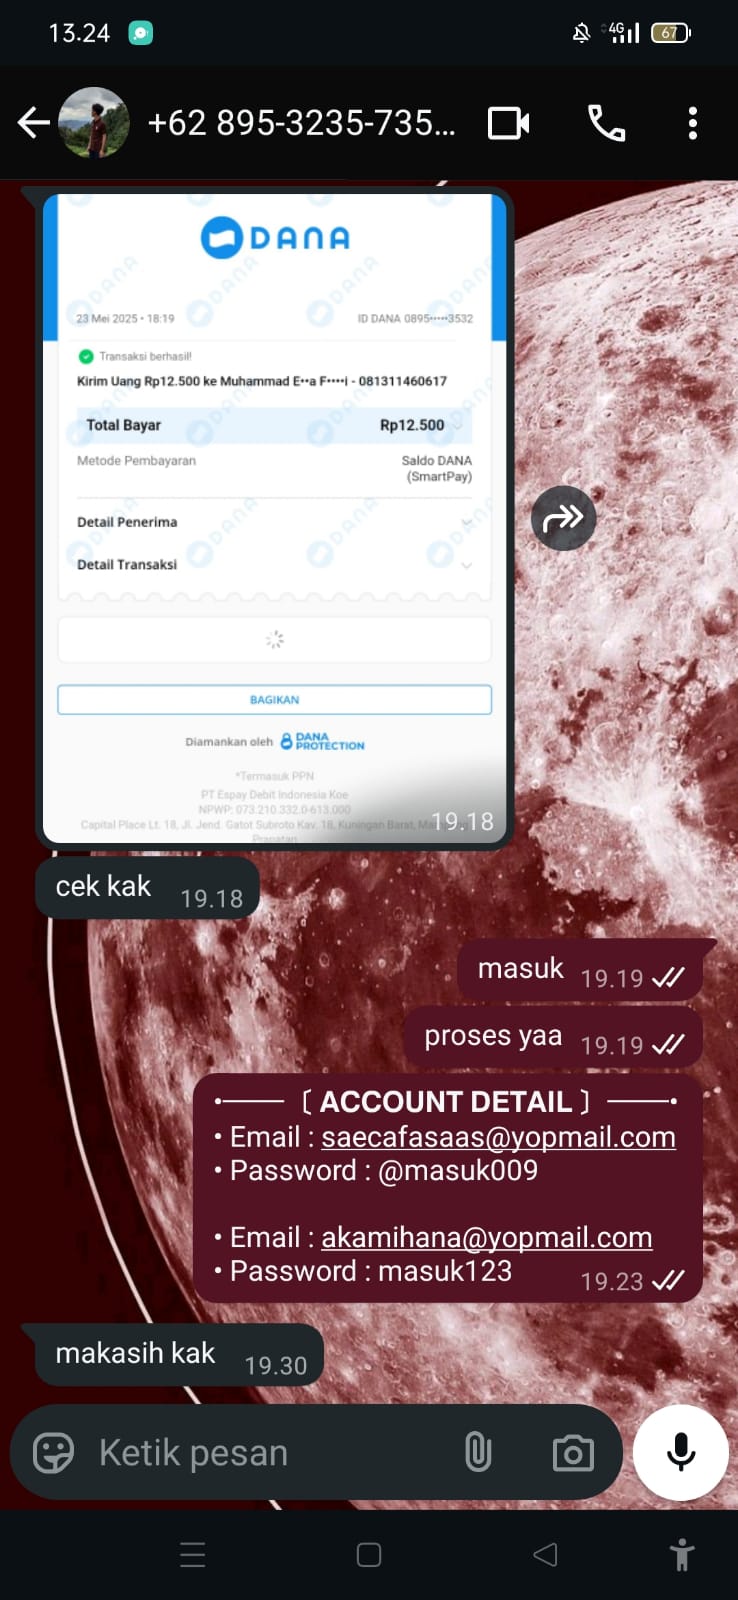 13.24
4G
67
+62 895-3235-735...
DANA
23 Mei 2025 • 18:19 ID DANA 0895•••••3532
Transaksi berhasil!
Kirim Uang Rp12.500 ke Muhammad E••a F••••i - 081311460617
Total Bayar Rp12.500
Metode Pembayaran Saldo DANA
(SmartPay)
Detail Penerima
Detail Transaksi
BAGIKAN
Diamankan oleh DANA PROTECTION
*Termasuk PPN
PT Espay Debit Indonesia Koe
NPWP: 073.210.332.0-613.000
Capital Place Lt. 18, Jl. Jend. Gatot Subroto Kav. 18, Kuningan Barat,
19.18
cek kak 19.18
masuk 19.19
proses yaa 19.19
•—— 〔 ACCOUNT DETAIL 〕 ——•
• Email : saecafasaas@yopmail.com
• Password : @masuk009
• Email : akamihana@yopmail.com
• Password : masuk123 19.23
makasih kak 19.30
Ketik pesan